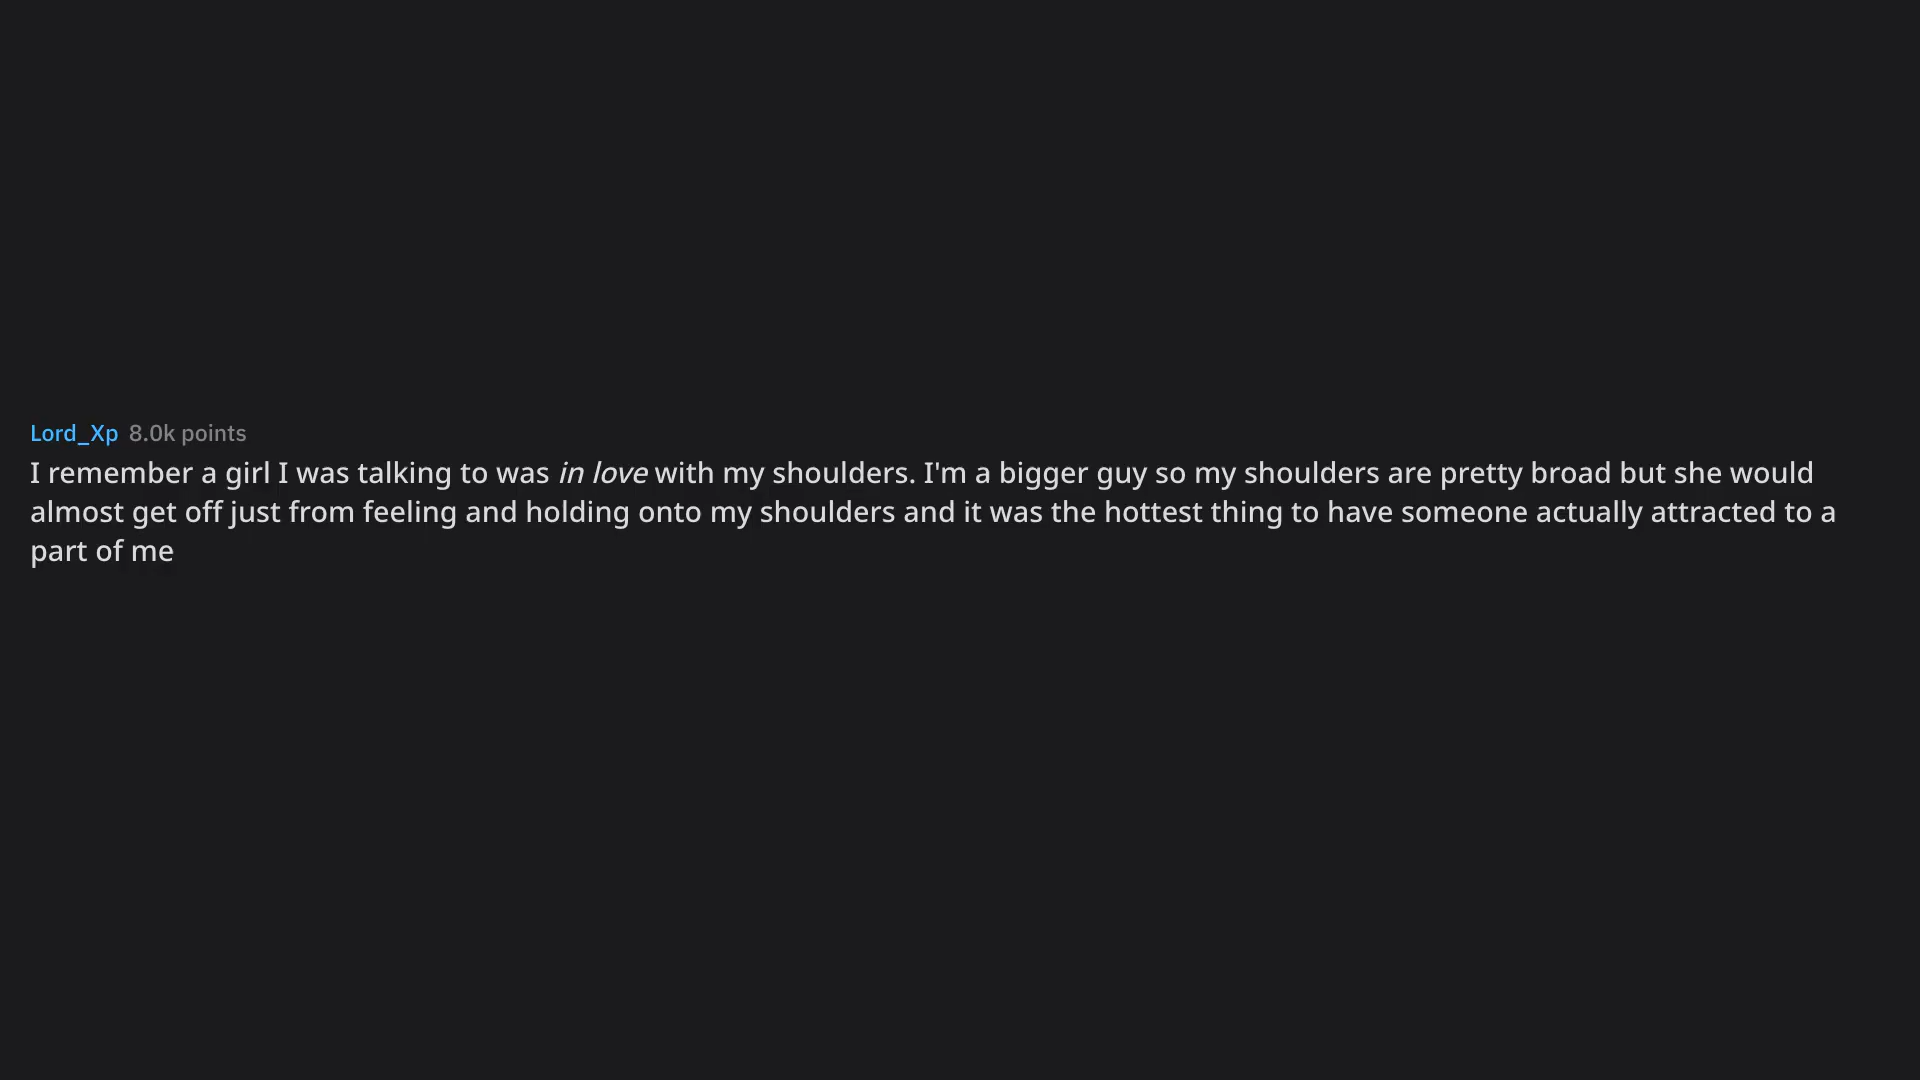 Lord_Xp 8.0k points
I remember a girl I was talking to was in love with my shoulders. I'm a bigger guy so my shoulders are pretty broad but she would
almost get off just from feeling and holding onto my shoulders and it was the hottest thing to have someone actually attracted to a
part of me